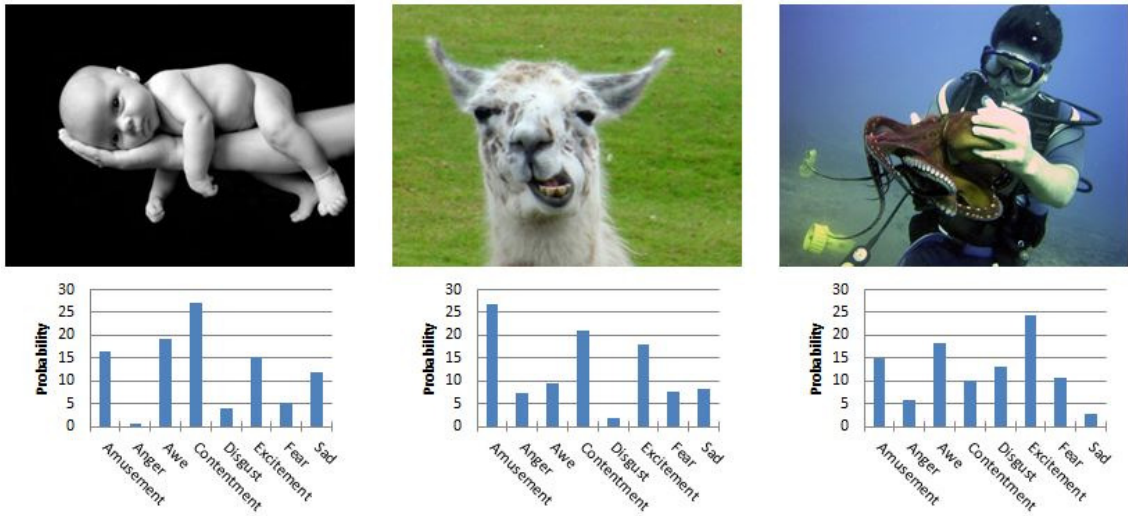 30
25
20
15
10
5
0
Probability
Amusement
Anger
Awe
Contentment
Disgust
Excitement
Fear
Sad
30
25
20
15
10
5
0
Probability
Amusement
Anger
Awe
Contentment
Disgust
Excitement
Fear
Sad
30
25
20
15
10
5
0
Probability
Amusement
Anger
Awe
Contentment
Disgust
Excitement
Fear
Sad